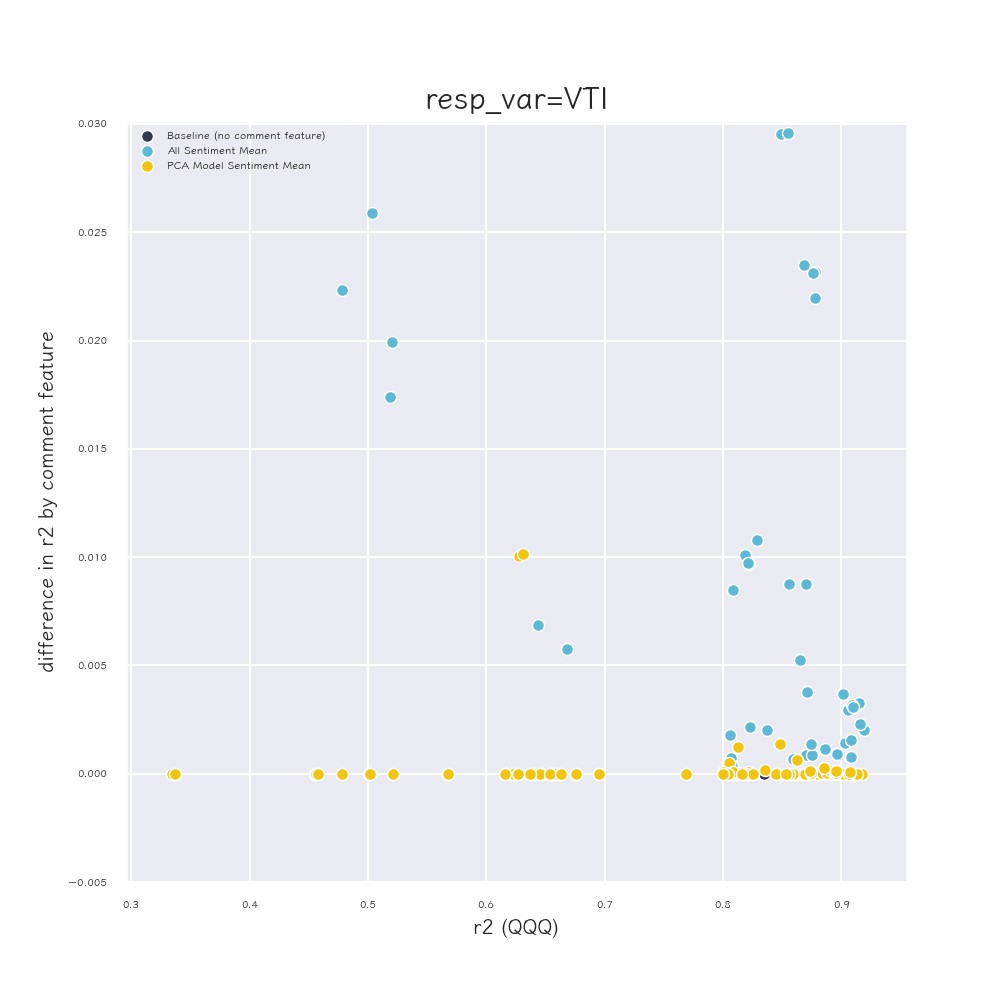 resp_var=VTI
0.030
Baseline (no comment feature)
All Sentiment Mean
PCA Model Sentiment Mean
0.025
0.020
0.015
0.010
0.005
0.000
−0.005
difference in r2 by comment feature
0.3 0.4 0.5 0.6 0.7 0.8 0.9
r2 (QQQ)